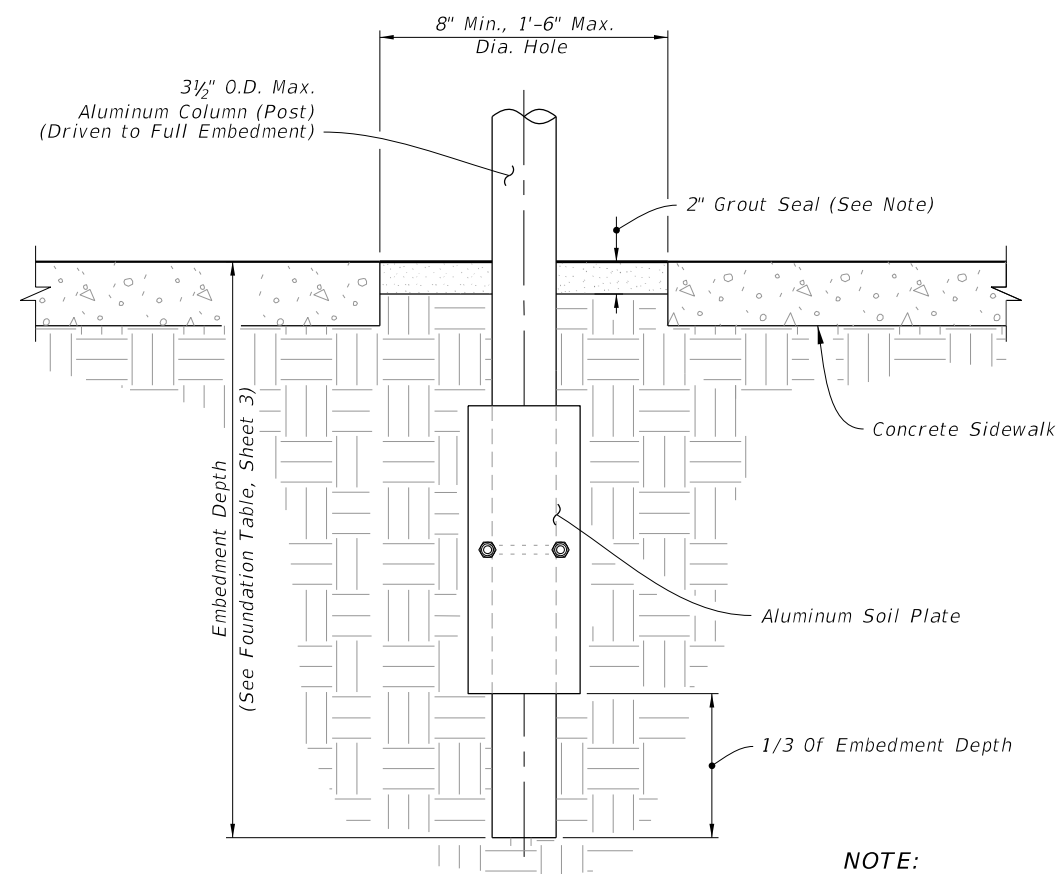 8" Min., 1'-6" Max.
Dia. Hole
3½" O.D. Max.
Aluminum Column (Post)
(Driven to Full Embedment)
2" Grout Seal (See Note)
Concrete Sidewalk
Embedment Depth
(See Foundation Table, Sheet 3)
Aluminum Soil Plate
1/3 Of Embedment Depth
NOTE: